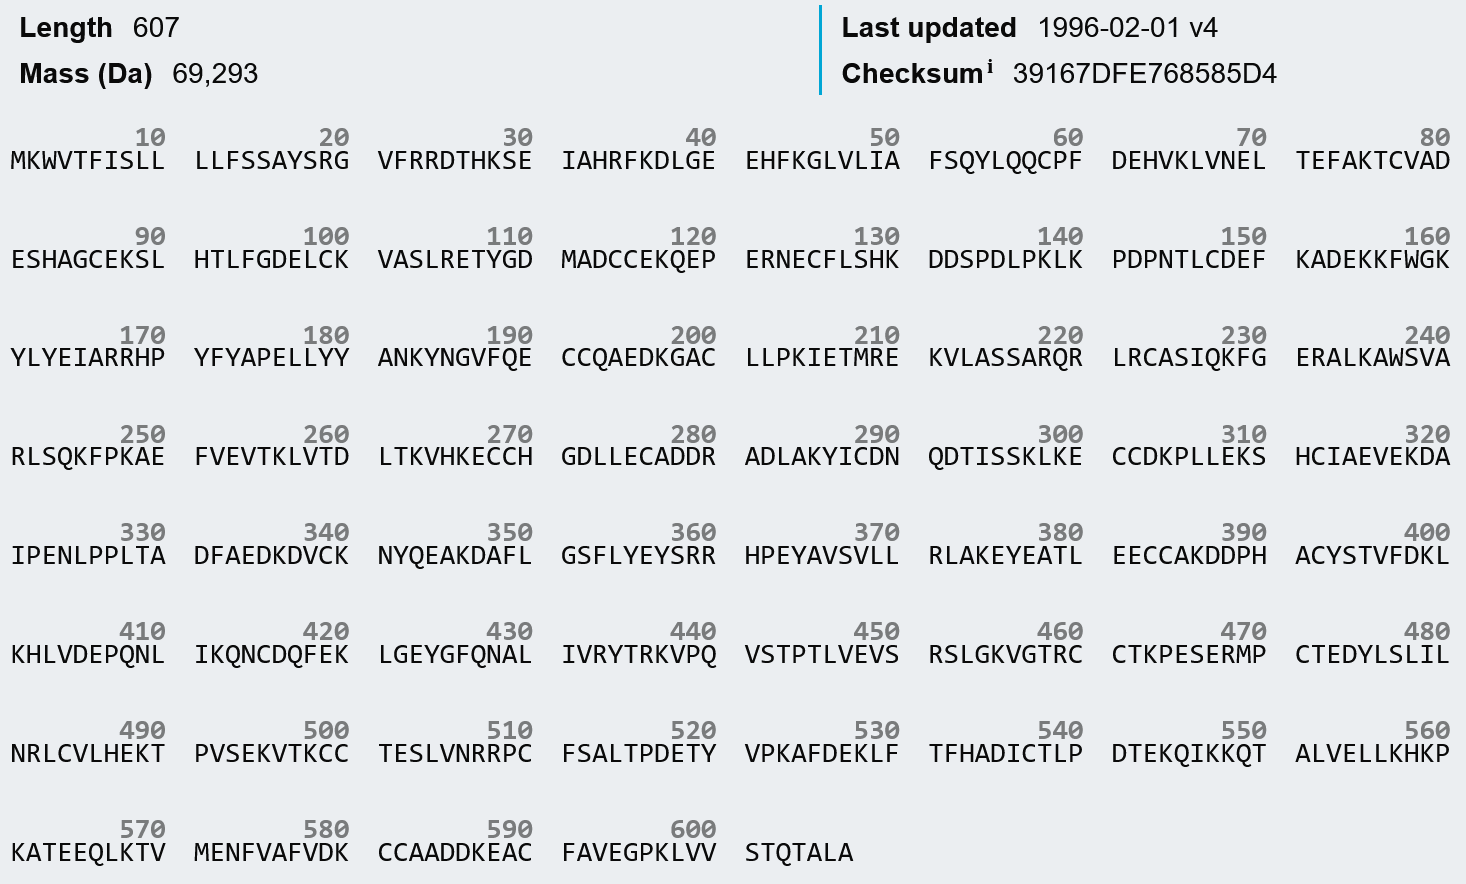 Length 607 Last updated 1996-02-01 v4
Mass (Da) 69,293 Checksumⁱ 39167DFE768585D4
10 20 30 40 50 60 70 80
MKWVTFISLL LLFSSAYSRG VFRRDTHKSE IAHRFKDLGE EHFKGLVLIA FSQYLQQCPF DEHVKLVNEL TEFAKTCVAD
90 100 110 120 130 140 150 160
ESHAGCEKSL HTLFGDELCK VASLRETYGD MADCCEKQEP ERNECFLSHK DDSPDLPKLK PDPNTLCDEF KADEKKFWGK
170 180 190 200 210 220 230 240
YLYEIARRHP YFYAPELLYY ANKYNGVFQE CCQAEDKGAC LLPKIETMRE KVLASSARQR LRCASIQKFG ERALKAWSVA
250 260 270 280 290 300 310 320
RLSQKFPKAE FVEVTKLVTD LTKVHKECCH GDLLECADDR ADLAKYICDN QDTISSKLKE CCDKPLLEKS HCIAEVEKDA
330 340 350 360 370 380 390 400
IPENLPPLTA DFAEDKDVCK NYQEAKDAFL GSFLYEYSRR HPEYAVSVLL RLAKEYEATL EECCAKDDPH ACYSTVFDKL
410 420 430 440 450 460 470 480
KHLVDEPQNL IKQNCDQFEK LGEYGFQNAL IVRYTRKVPQ VSTPTLVEVS RSLGKVGTRC CTKPESERMP CTEDYLSLIL
490 500 510 520 530 540 550 560
NRLCVLHEKT PVSEKVTKCC TESLVNRRPC FSALTPDETY VPKAFDEKLF TFHADICTLP DTEKQIKKQT ALVELLKHKP
570 580 590 600
KATEEQLKTV MENFVAFVDK CCAADDKEAC FAVEGPKLVV STQTALA